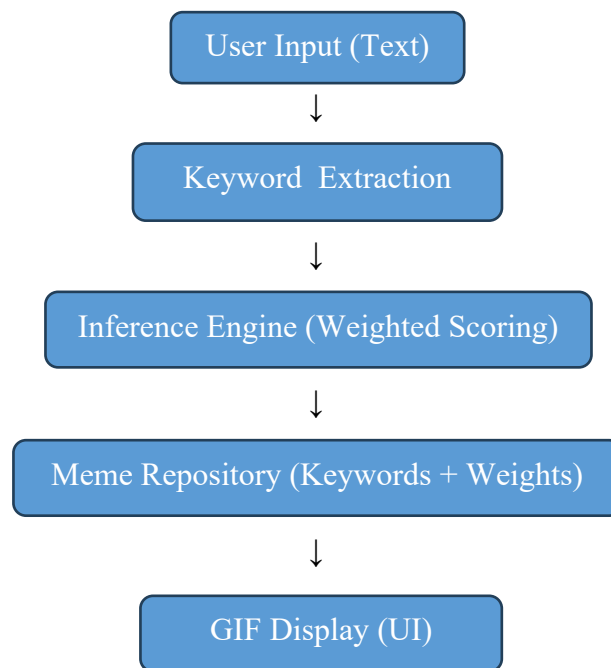 User Input (Text)
↓
Keyword Extraction
↓
Inference Engine (Weighted Scoring)
↓
Meme Repository (Keywords + Weights)
↓
GIF Display (UI)